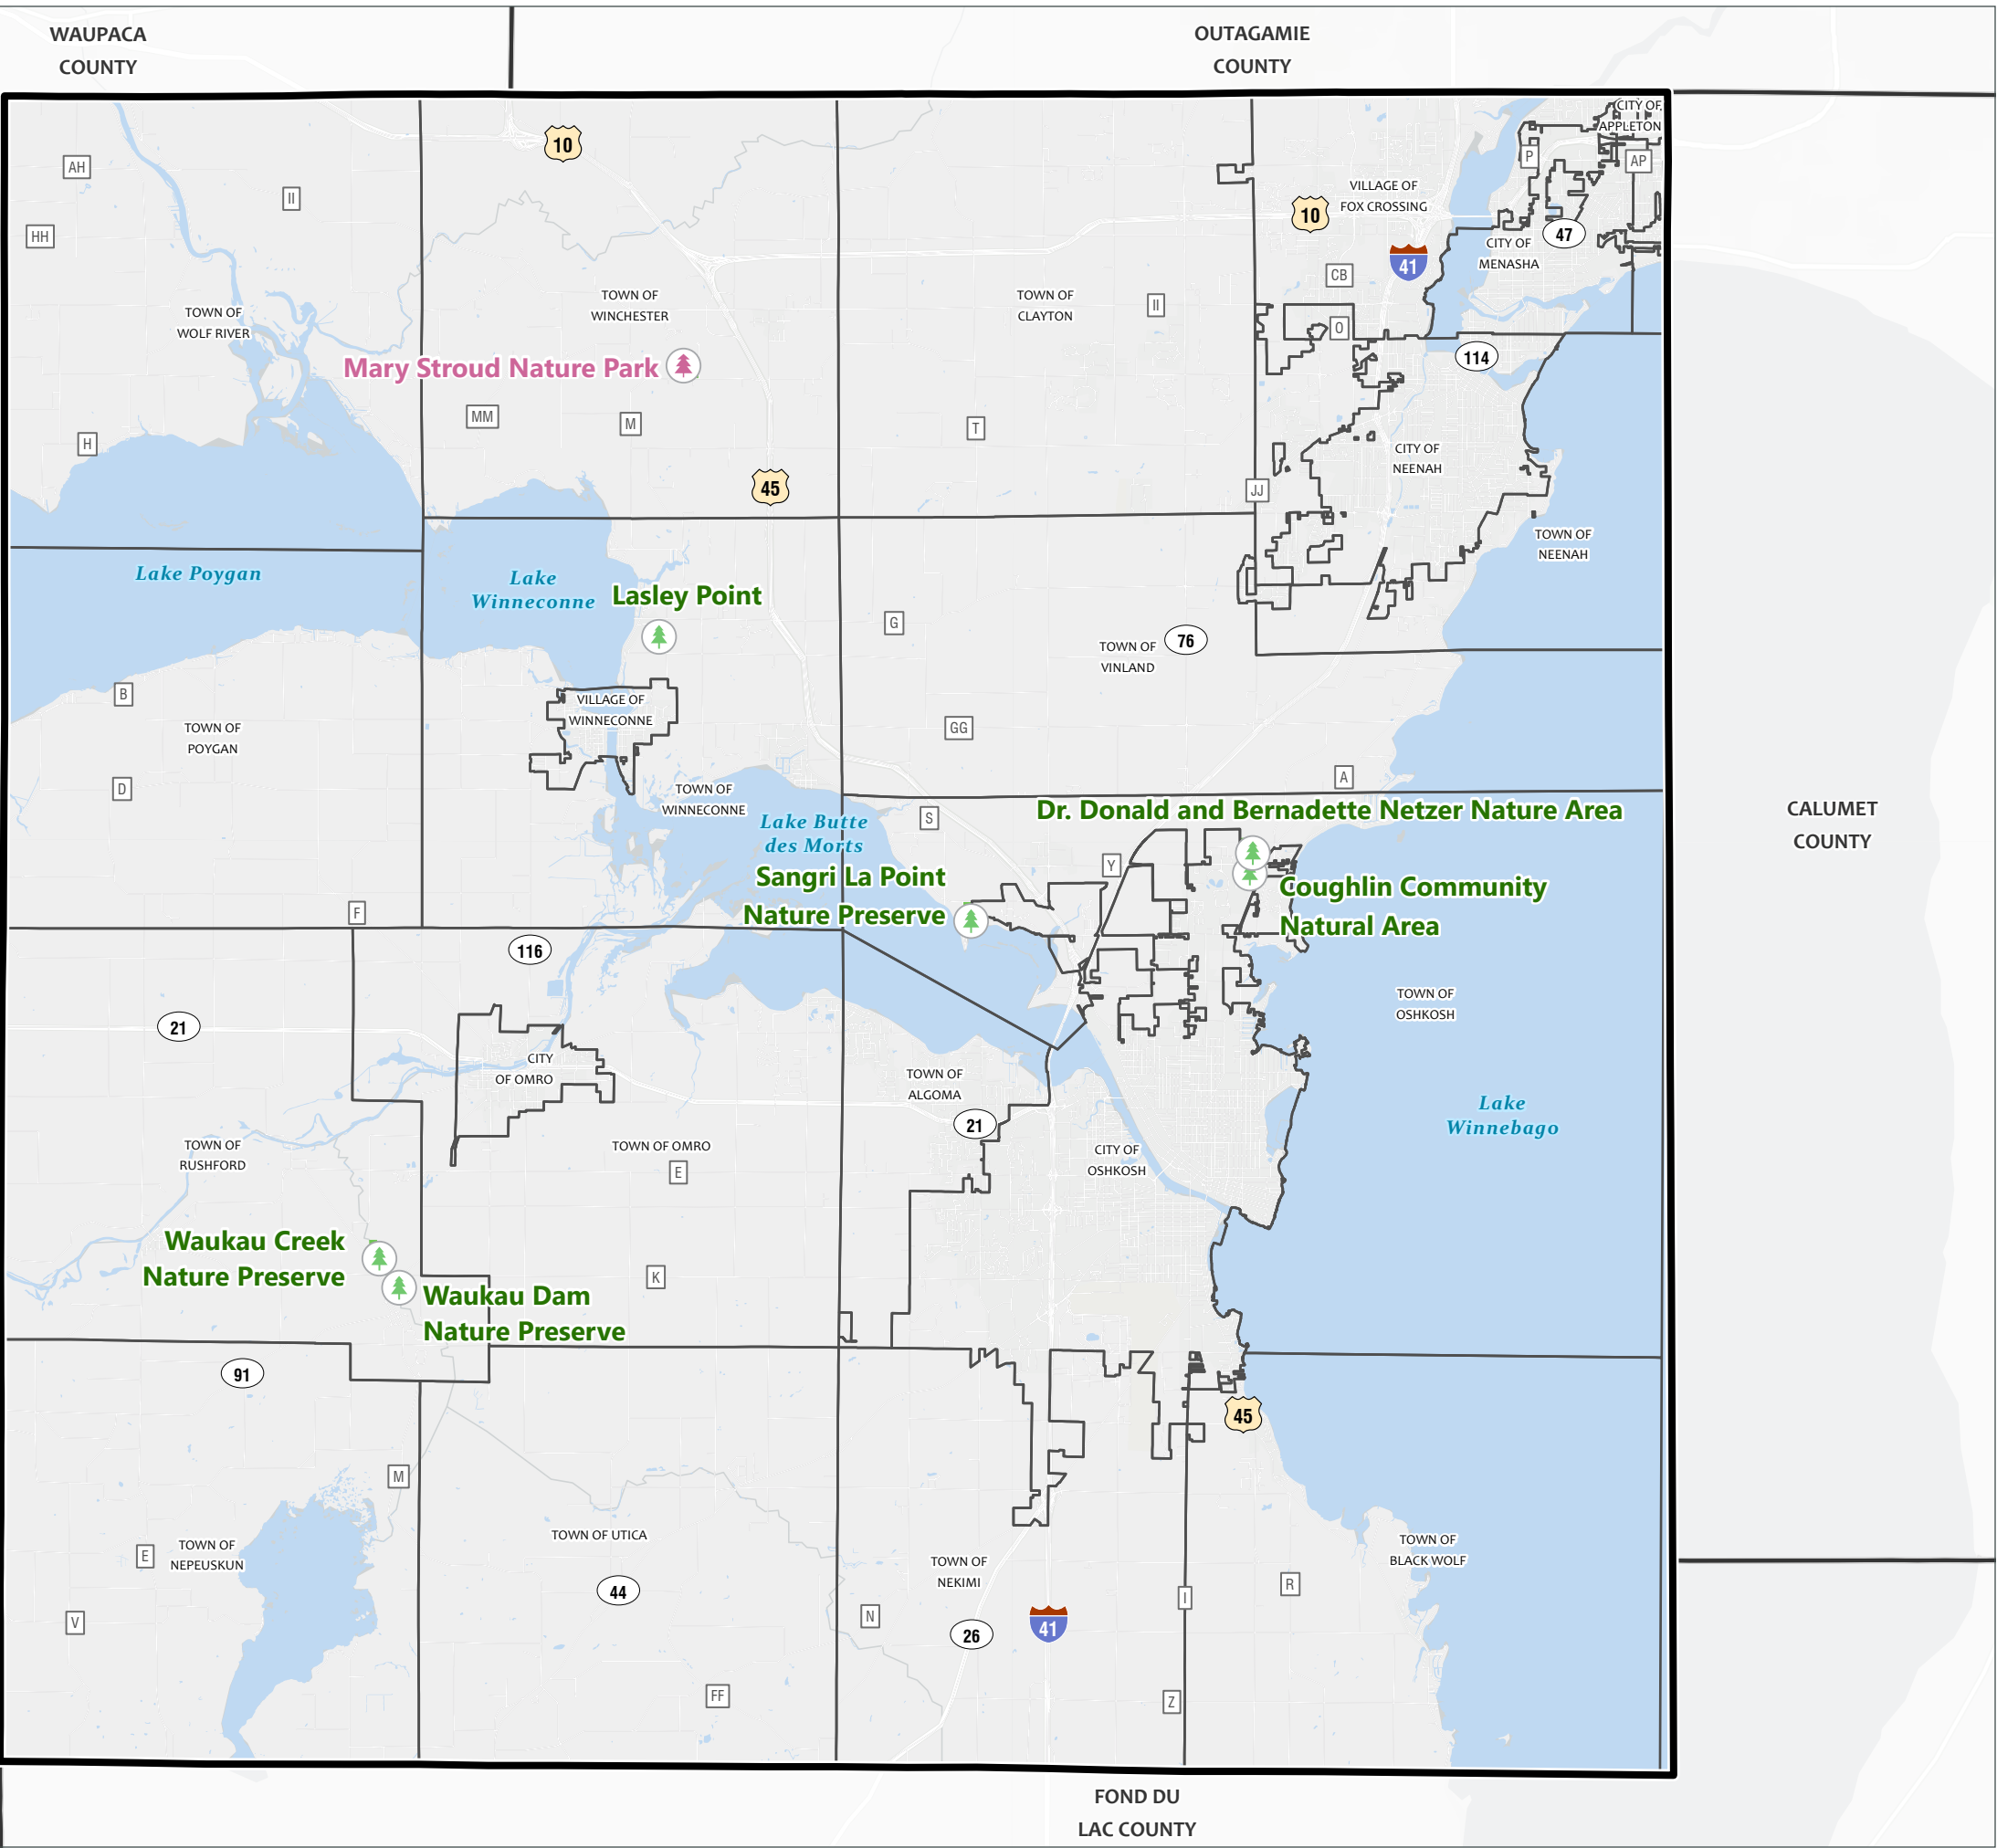 WAUPACA
COUNTY
OUTAGAMIE
COUNTY
CITY OF
APPLETON
10
AH
P
AP
II
VILLAGE OF
FOX CROSSING
10
HH
47
CITY OF
MENASHA
41
CB
TOWN OF
WOLF RIVER
TOWN OF
WINCHESTER
TOWN OF
CLAYTON
II
O
114
Mary Stroud Nature Park
MM
M
T
H
CITY OF
NEENAH
45
JJ
TOWN OF
NEENAH
Lake Poygan
Lake
Winneconne
Lasley Point
G
76
TOWN OF
VINLAND
B
VILLAGE OF
WINNECONNE
TOWN OF
POYGAN
GG
A
D
TOWN OF
WINNECONNE
Lake Butte
des Morts
S
Dr. Donald and Bernadette Netzer Nature Area
CALUMET
COUNTY
Y
Sangri La Point
Nature Preserve
Coughlin Community
Natural Area
F
116
TOWN OF
OSHKOSH
21
CITY
OF OMRO
TOWN OF
ALGOMA
21
Lake
Winnebago
TOWN OF
RUSHFORD
TOWN OF OMRO
E
CITY OF
OSHKOSH
Waukau Creek
Nature Preserve
K
Waukau Dam
Nature Preserve
91
45
M
TOWN OF
NEPEUSKUN
E
TOWN OF UTICA
TOWN OF
NEKIMI
TOWN OF
BLACK WOLF
44
I
R
V
N
26
41
FF
Z
FOND DU
LAC COUNTY